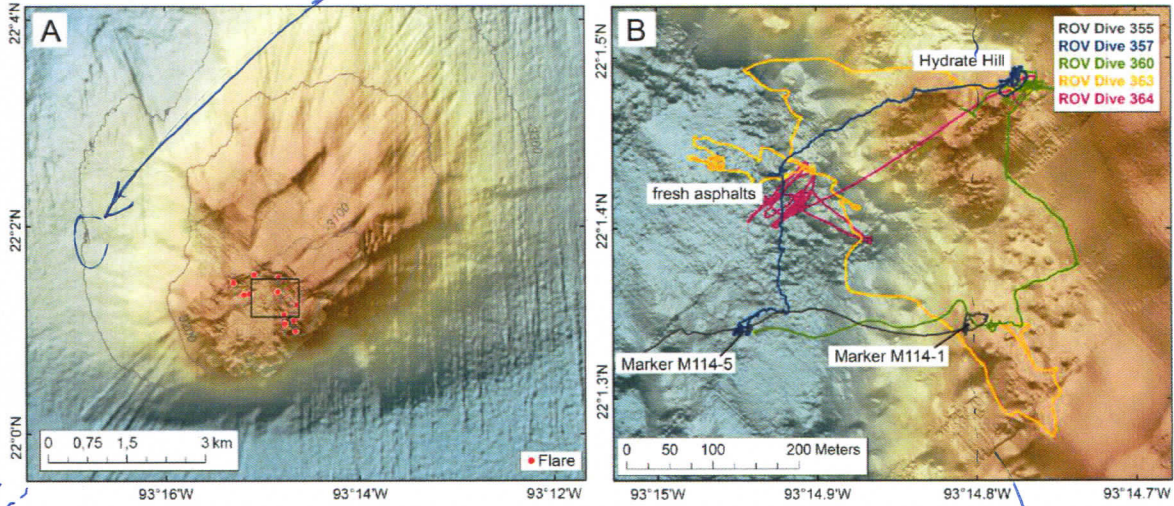 A
22°4'N
22°2'N
22°0'N
3100
0 0,75 1,5 3 km
Flare
93°16'W 93°14'W 93°12'W
B
ROV Dive 355
ROV Dive 357
ROV Dive 360
ROV Dive 363
ROV Dive 364
Hydrate Hill
22°1.5'N
fresh asphalts
22°1.4'N
Marker M114-5
Marker M114-1
22°1.3'N
0 50 100 200 Meters
93°15'W 93°14.9'W 93°14.8'W 93°14.7'W